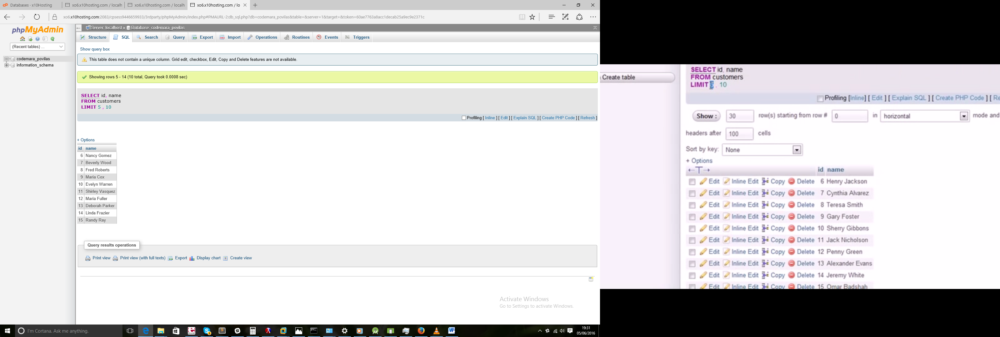 Databases - x10Hosting
xo6.x10hosting.com / localh
xo6.x10hosting.com / localh
xo6.x10hosting.com / lo
xo6.x10hosting.com:2083/cpsess9446659933/3rdparty/phpMyAdmin/index.php#PMAURL-2:db_sql.php?db=codemara_povilas&table=&server=1&target=&token=60ae7763a8acc1decab25a9ec9e2371c
phpMyAdmin
(Recent tables) ...
codemara_povilas
information_schema
Server: localhost » Database: codemara_povilas
Structure SQL Search Query Export Import Operations Routines Events Triggers
Show query box
This table does not contain a unique column. Grid edit, checkbox, Edit, Copy and Delete features are not available.
Showing rows 5 - 14 (10 total, Query took 0.0008 sec)
SELECT id, name
FROM customers
LIMIT 5 , 10
Profiling [ Inline ] [ Edit ] [ Explain SQL ] [ Create PHP Code ] [ Refresh ]
+ Options
id name
6 Nancy Gomez
7 Beverly Wood
8 Fred Roberts
9 Maria Cox
10 Evelyn Warren
11 Shirley Vasquez
12 Maria Fuller
13 Deborah Parker
14 Linda Frazier
15 Randy Ray
Query results operations
Print view Print view (with full texts) Export Display chart Create view
Activate Windows
Go to Settings to activate Windows.
I'm Cortana. Ask me anything.
19:31
05/06/2016
Create table
SELECT id, name
FROM customers
LIMIT 5 , 10
Profiling [Inline] [ Edit ] [ Explain SQL ] [ Create PHP Code ] [ Re
Show : 30 row(s) starting from row # 0 in horizontal mode and
headers after 100 cells
Sort by key: None
+ Options
←T→ id name
Edit Inline Edit Copy Delete 6 Henry Jackson
Edit Inline Edit Copy Delete 7 Cynthia Alvarez
Edit Inline Edit Copy Delete 8 Teresa Smith
Edit Inline Edit Copy Delete 9 Gary Foster
Edit Inline Edit Copy Delete 10 Sherry Gibbons
Edit Inline Edit Copy Delete 11 Jack Nicholson
Edit Inline Edit Copy Delete 12 Penny Green
Edit Inline Edit Copy Delete 13 Alexander Evans
Edit Inline Edit Copy Delete 14 Jeremy White
Edit Inline Edit Copy Delete 15 Omar Badshah